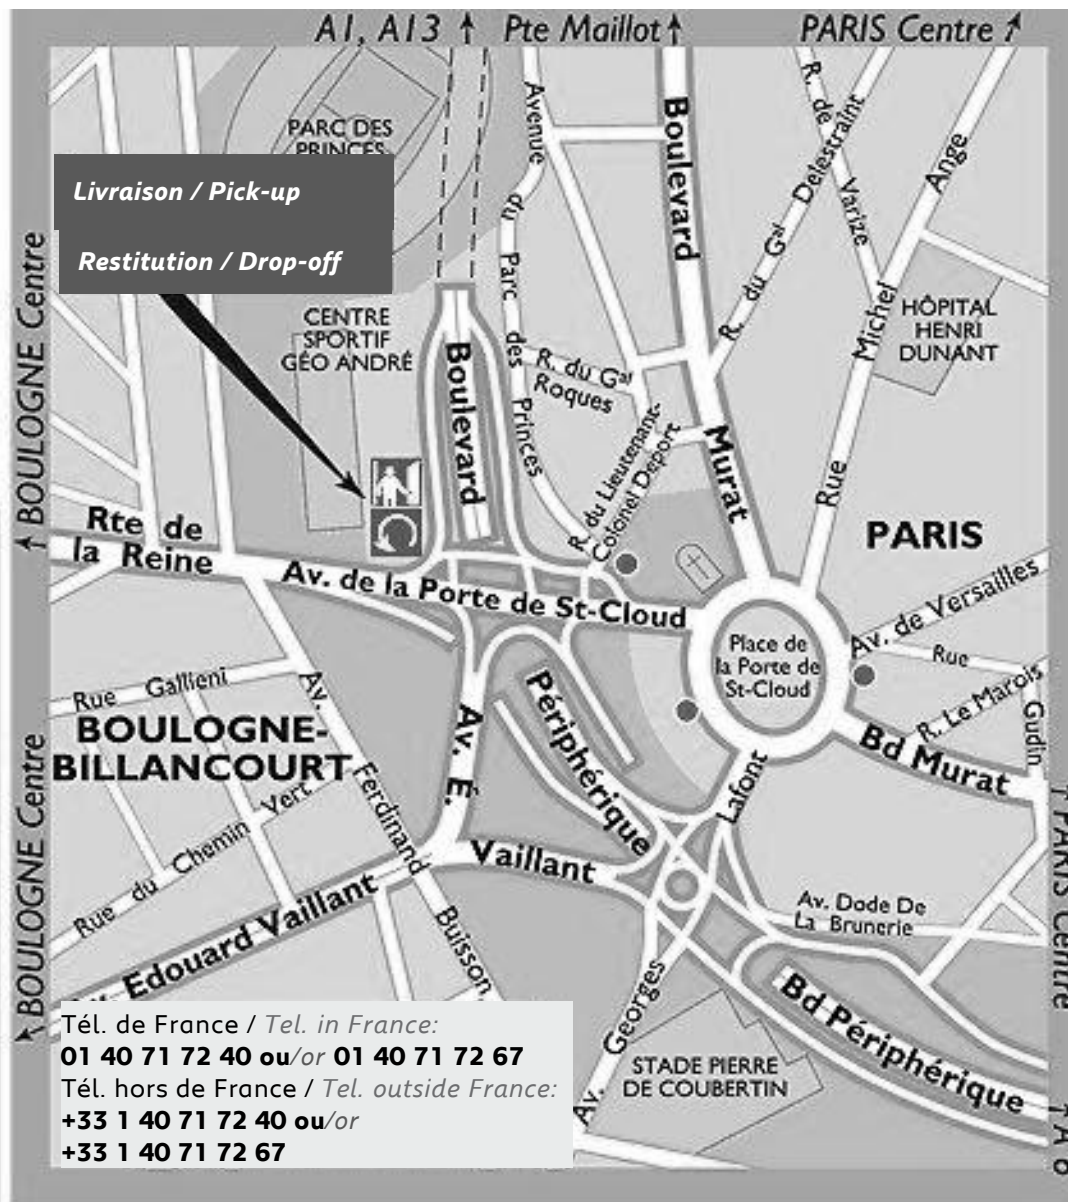 A1, A13
Pte Maillot
PARIS Centre
PARC DES
PRINCES
Livraison / Pick-up
Restitution / Drop-off
CENTRE
SPORTIF
GÉO ANDRÉ
Avenue
du
Parc
des
Princes
Boulevard
Boulevard
Murat
R. de
Varize
R. du Gal Delestraint
Rue
Michel
Ange
HÔPITAL
HENRI
DUNANT
R. du Gal
Roques
R. du Lieutenant-
Colonel Deport
BOULOGNE Centre
Rte de
la Reine
Av. de la Porte de St-Cloud
PARIS
Place de
la Porte de
St-Cloud
Av. de Versailles
Rue
Gudin
R. Le Marois
Bd Murat
Rue Gallieni
BOULOGNE-
BILLANCOURT
Av.
Ferdinand
Buisson
Av. É.
Vaillant
Périphérique
Lafont
Rue du Chemin Vert
Edouard Vaillant
BOULOGNE Centre
Av. Dode De
La Brunerie
PARIS Centre
Bd Périphérique
Av.
Georges
STADE PIERRE
DE COUBERTIN
Tél. de France / Tel. in France:
01 40 71 72 40 ou/or 01 40 71 72 67
Tél. hors de France / Tel. outside France:
+33 1 40 71 72 40 ou/or
+33 1 40 71 72 67